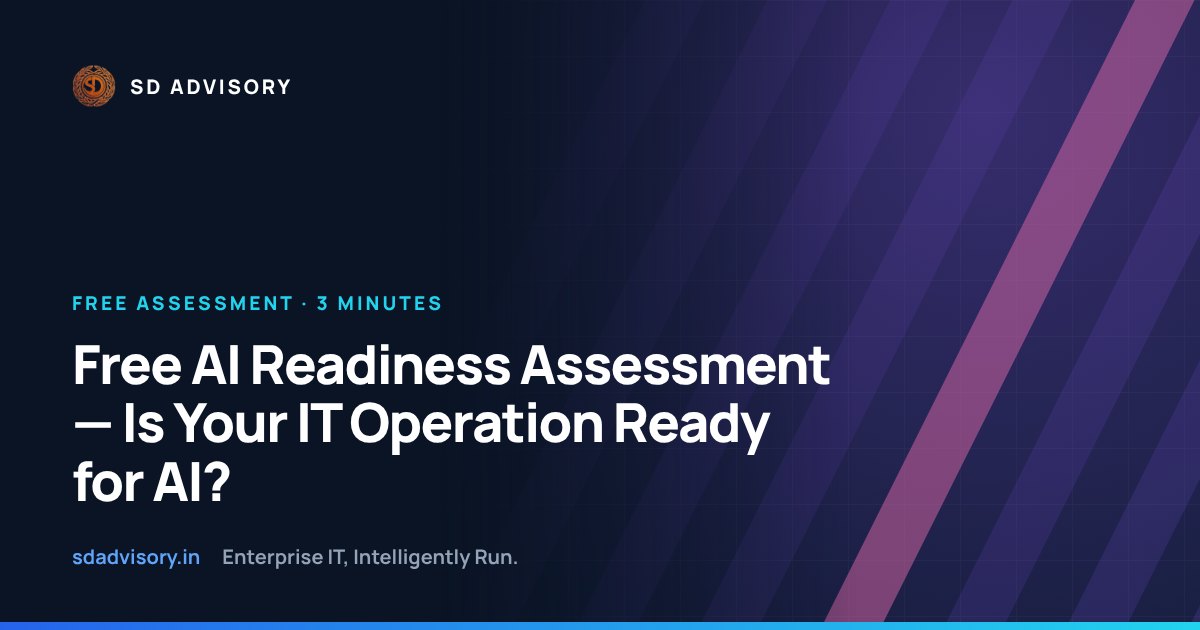 SD
SD ADVISORY
FREE ASSESSMENT · 3 MINUTES
Free AI Readiness Assessment
— Is Your IT Operation Ready
for AI?
sdadvisory.in Enterprise IT, Intelligently Run.